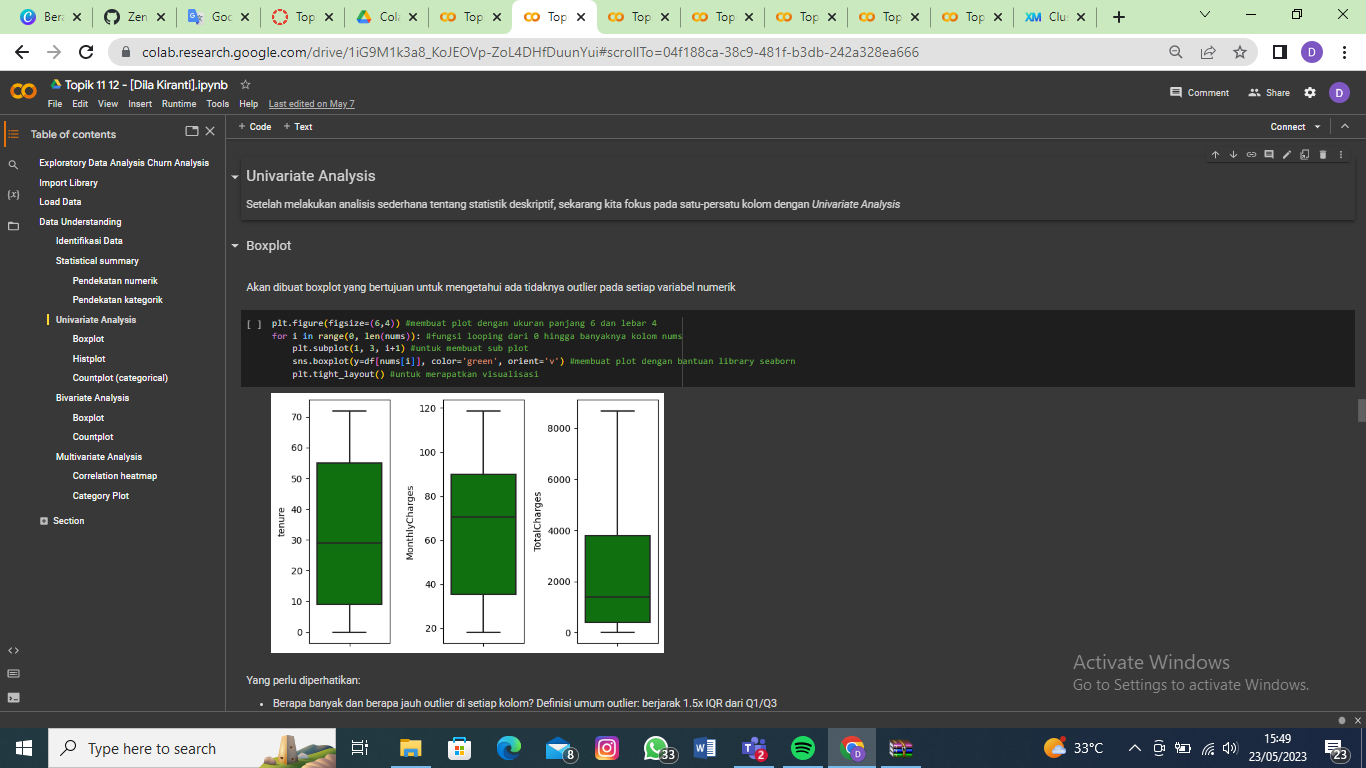 Bera
Zen
Goo
Top
Cola
Top
Top
Top
Top
Top
Top
Top
XM Clus
colab.research.google.com/drive/1iG9M1k3a8_KoJEOVp-ZoL4DHfDuunYui#scrollTo=04f188ca-38c9-481f-b3db-242a328ea666
D
Topik 11 12 - [Dila Kiranti].ipynb
File Edit View Insert Runtime Tools Help Last edited on May 7
Comment
Share
D
Table of contents
+ Code + Text
Connect
Exploratory Data Analysis Churn Analysis
Import Library
Load Data
Data Understanding
Identifikasi Data
Statistical summary
Pendekatan numerik
Pendekatan kategorik
Univariate Analysis
Boxplot
Histplot
Countplot (categorical)
Bivariate Analysis
Boxplot
Countplot
Multivariate Analysis
Correlation heatmap
Category Plot
Section
{x}
Univariate Analysis
Setelah melakukan analisis sederhana tentang statistik deskriptif, sekarang kita fokus pada satu-persatu kolom dengan Univariate Analysis
Boxplot
Akan dibuat boxplot yang bertujuan untuk mengetahui ada tidaknya outlier pada setiap variabel numerik
[ ] plt.figure(figsize=(6,4)) #membuat plot dengan ukuran panjang 6 dan lebar 4
for i in range(0, len(nums)): #fungsi looping dari 0 hingga banyaknya kolom nums
plt.subplot(1, 3, i+1) #untuk membuat sub plot
sns.boxplot(y=df[nums[i]], color='green', orient='v') #membuat plot dengan bantuan library seaborn
plt.tight_layout() #untuk merapatkan visualisasi
70
60
50
40
30
20
10
0
tenure
120
100
80
60
40
20
MonthlyCharges
8000
6000
4000
2000
0
TotalCharges
Yang perlu diperhatikan:
• Berapa banyak dan berapa jauh outlier di setiap kolom? Definisi umum outlier: berjarak 1.5x IQR dari Q1/Q3
Activate Windows
Go to Settings to activate Windows.
Type here to search
8
33
2
D
33°C
15:49
23/05/2023
23